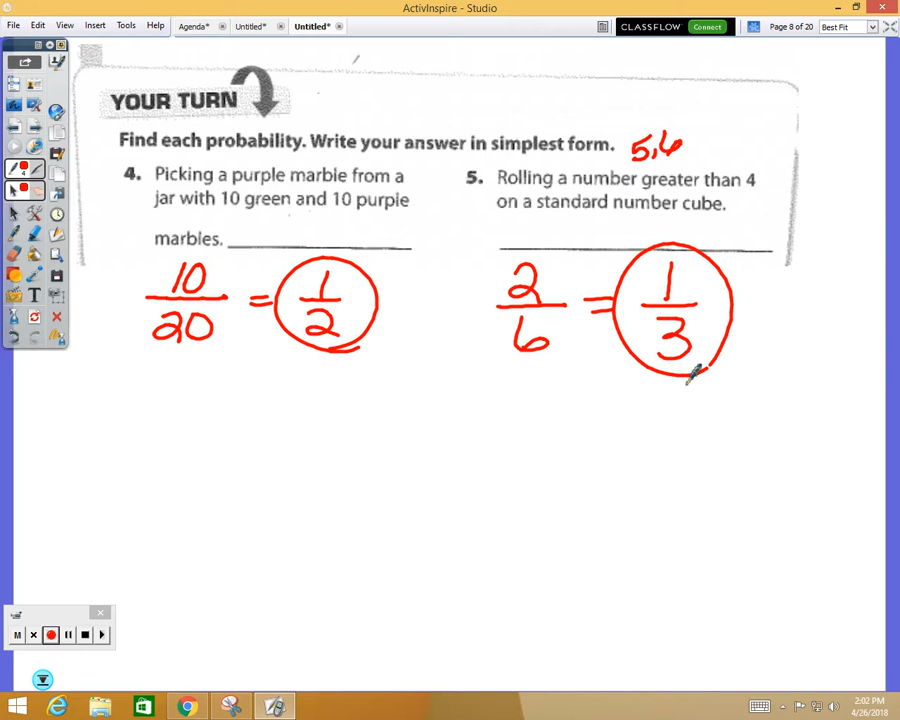 ActivInspire - Studio
File Edit View Insert Tools Help
Agenda* Untitled* Untitled*
CLASSFLOW Connect
Page 8 of 20 Best Fit
YOUR TURN
Find each probability. Write your answer in simplest form. 5,6
4. Picking a purple marble from a
jar with 10 green and 10 purple
marbles.
10/20 = 1/2
5. Rolling a number greater than 4
on a standard number cube.
2/6 = 1/3
4
T
M
2:02 PM
4/26/2018